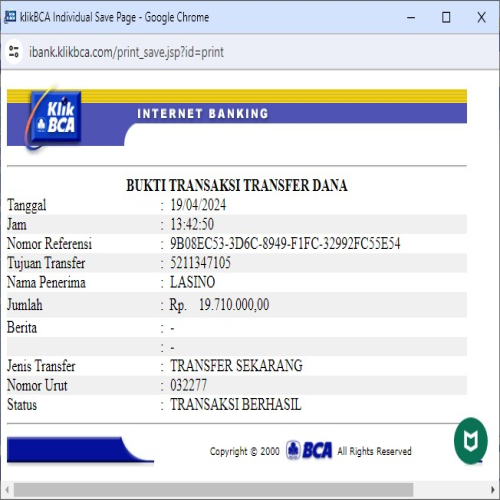 klikBCA Individual Save Page - Google Chrome
ibank.klikbca.com/print_save.jsp?id=print
Klik BCA
INTERNET BANKING
BUKTI TRANSAKSI TRANSFER DANA
Tanggal : 19/04/2024
Jam : 13:42:50
Nomor Referensi : 9B08EC53-3D6C-8949-F1FC-32992FC55E54
Tujuan Transfer : 5211347105
Nama Penerima : LASINO
Jumlah : Rp. 19.710.000,00
Berita : -
: -
Jenis Transfer : TRANSFER SEKARANG
Nomor Urut : 032277
Status : TRANSAKSI BERHASIL
Copyright © 2000 BCA All Rights Reserved